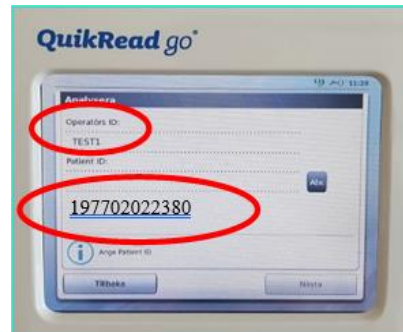 QuikRead go®
11:39
Analysera
Operatörs ID:
TEST1
Patient ID:
Abc
197702022380
Ange Patient ID
Tillbaka
Nästa